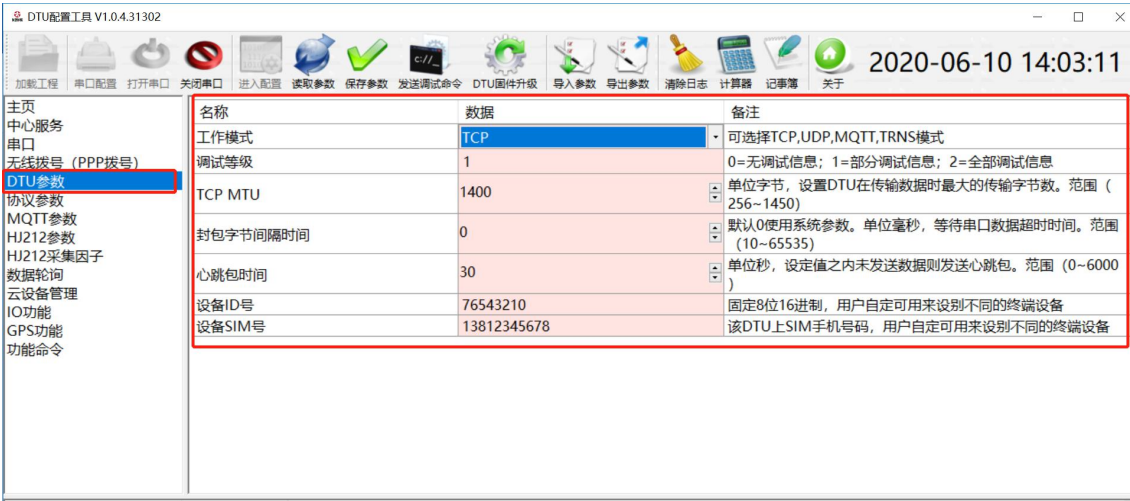 DTU配置工具 V1.0.4.31302
加载工程 串口配置 打开串口 关闭串口 进入配置 读取参数 保存参数 发送调试命令 DTU固件升级 导入参数 导出参数 清除日志 计算器 记事簿 关于
c://_
2020-06-10 14:03:11
主页
中心服务
串口
无线拨号（PPP拨号）
DTU参数
协议参数
MQTT参数
HJ212参数
HJ212采集因子
数据轮询
云设备管理
IO功能
GPS功能
功能命令
名称 数据 备注
工作模式 TCP 可选择TCP,UDP,MQTT,TRNS模式
调试等级 1 0=无调试信息；1=部分调试信息；2=全部调试信息
TCP MTU 1400 单位字节，设置DTU在传输数据时最大的传输字节数。范围（
256~1450）
封包字节间隔时间 0 默认0使用系统参数。单位毫秒，等待串口数据超时时间。范围
（10~65535）
心跳包时间 30 单位秒，设定值之内未发送数据则发送心跳包。范围（0~6000
）
设备ID号 76543210 固定8位16进制，用户自定可用来设别不同的终端设备
设备SIM号 13812345678 该DTU上SIM手机号码，用户自定可用来设别不同的终端设备